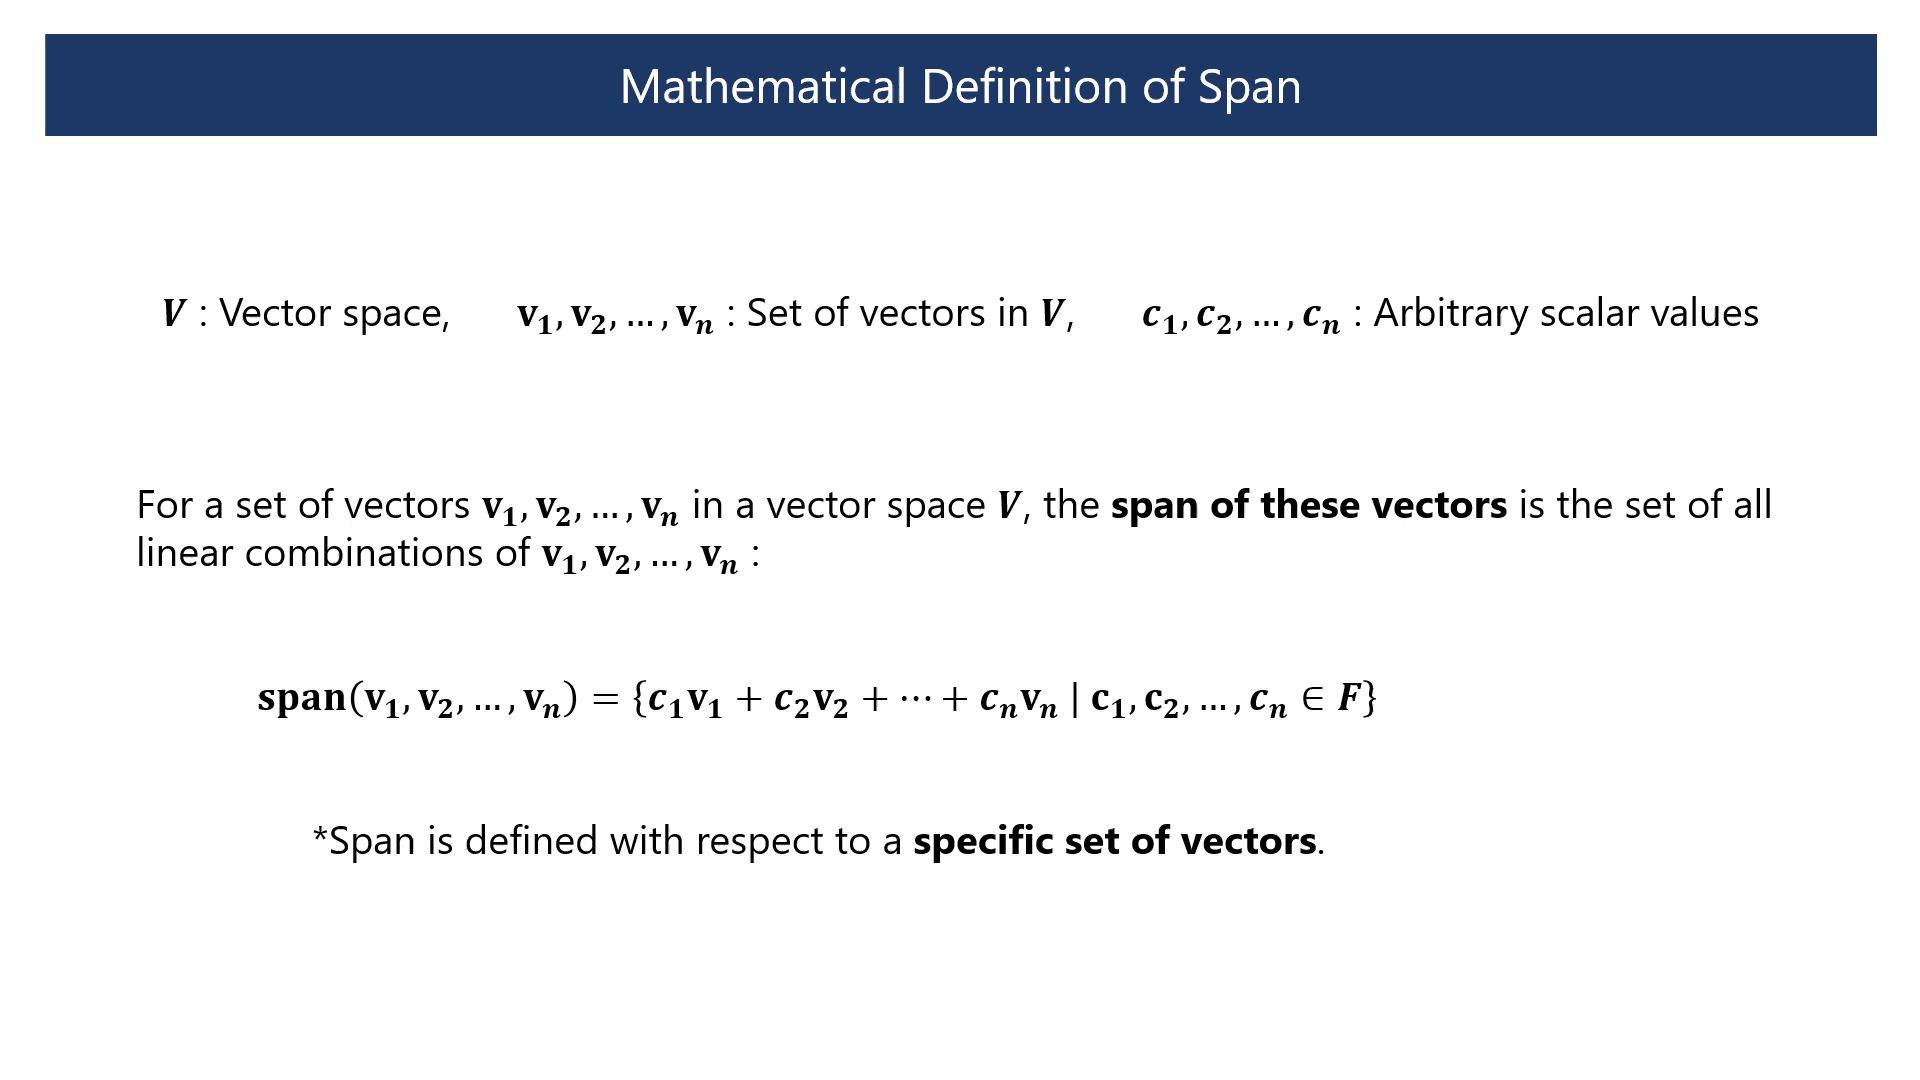 Mathematical Definition of Span
V : Vector space, v₁, v₂, … , vₙ : Set of vectors in V, c₁, c₂, … , cₙ : Arbitrary scalar values
For a set of vectors v₁, v₂, … , vₙ in a vector space V, the span of these vectors is the set of all
linear combinations of v₁, v₂, … , vₙ :
span(v₁, v₂, … , vₙ) = {c₁v₁ + c₂v₂ + ⋯ + cₙvₙ | c₁, c₂, … , cₙ ∈ F}
*Span is defined with respect to a specific set of vectors.